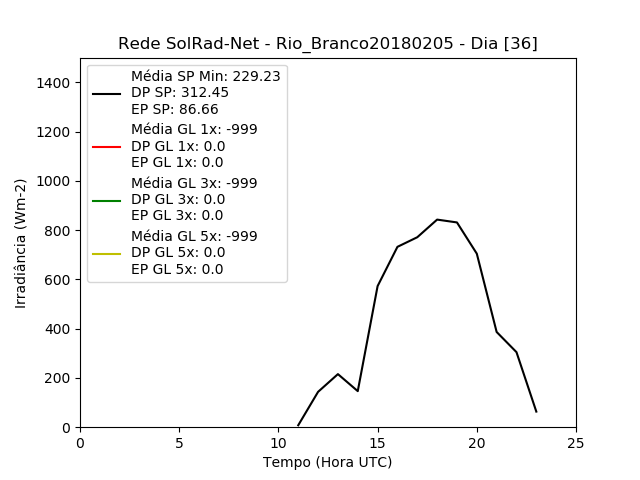 Rede SolRad-Net - Rio_Branco20180205 - Dia [36]
Média SP Min: 229.23
DP SP: 312.45
EP SP: 86.66
Média GL 1x: -999
DP GL 1x: 0.0
EP GL 1x: 0.0
Média GL 3x: -999
DP GL 3x: 0.0
EP GL 3x: 0.0
Média GL 5x: -999
DP GL 5x: 0.0
EP GL 5x: 0.0
Irradiância (Wm-2)
1400
1200
1000
800
600
400
200
0
0 5 10 15 20 25
Tempo (Hora UTC)